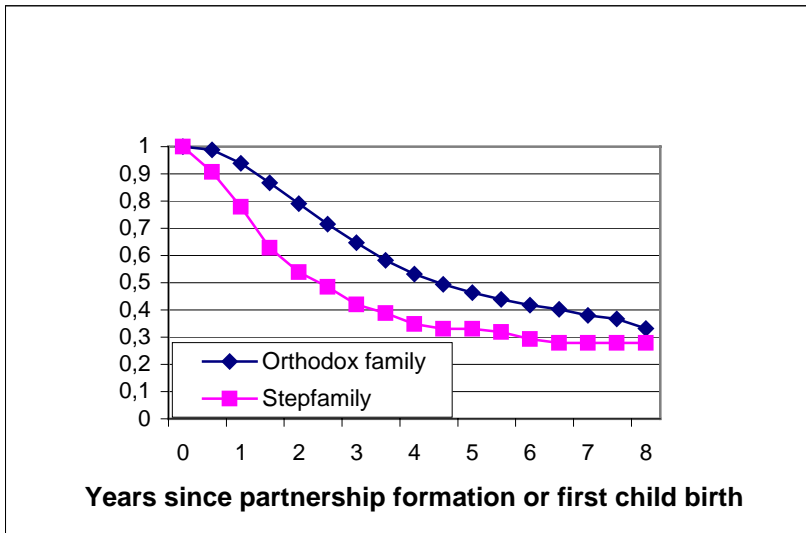 1
0,9
0,8
0,7
0,6
0,5
0,4
0,3
0,2
0,1
0
Orthodox family
Stepfamily
0 1 2 3 4 5 6 7 8
Years since partnership formation or first child birth